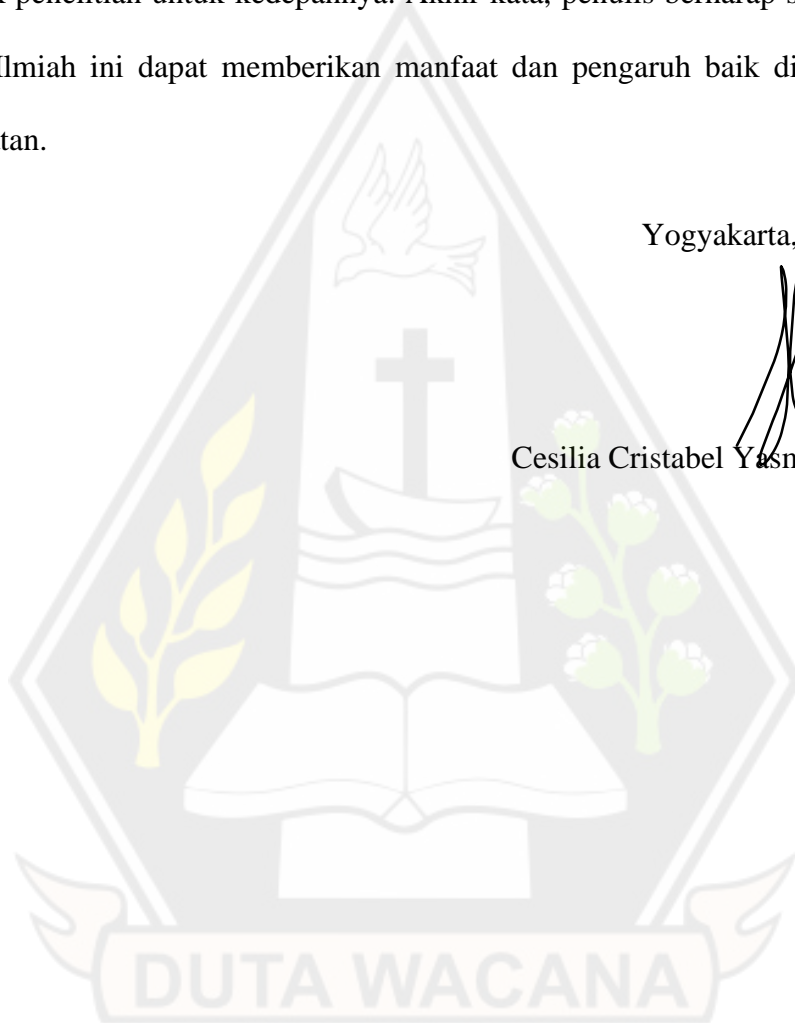 penelitian untuk kedepannya. Akhir kata, penulis berharap
Ilmiah ini dapat memberikan manfaat dan pengaruh baik di
tan.
Yogyakarta,
Cesilia Cristabel Yasn
DUTA WACANA